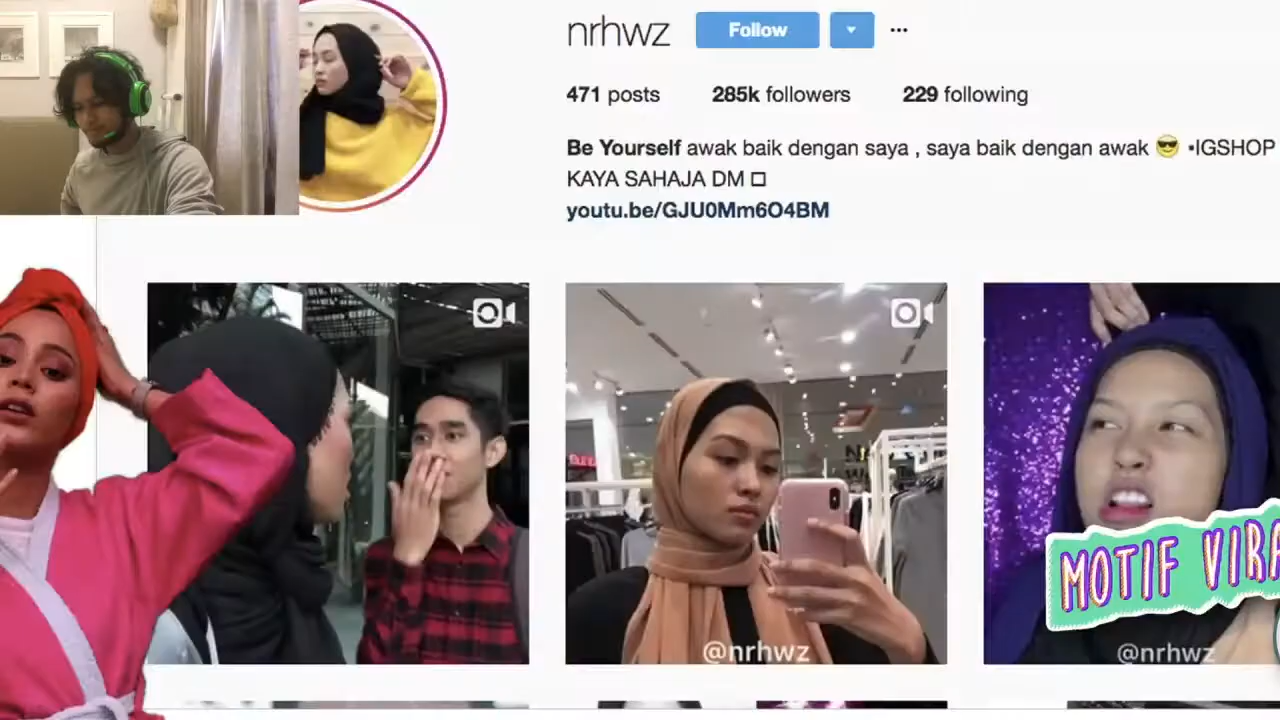 nrhwz Follow ...
471 posts 285k followers 229 following
Be Yourself awak baik dengan saya , saya baik dengan awak 😎 •IGSHOP
KAYA SAHAJA DM □
youtu.be/GJU0Mm6O4BM
@nrhwz
@nrhwz
MOTIF VIRA